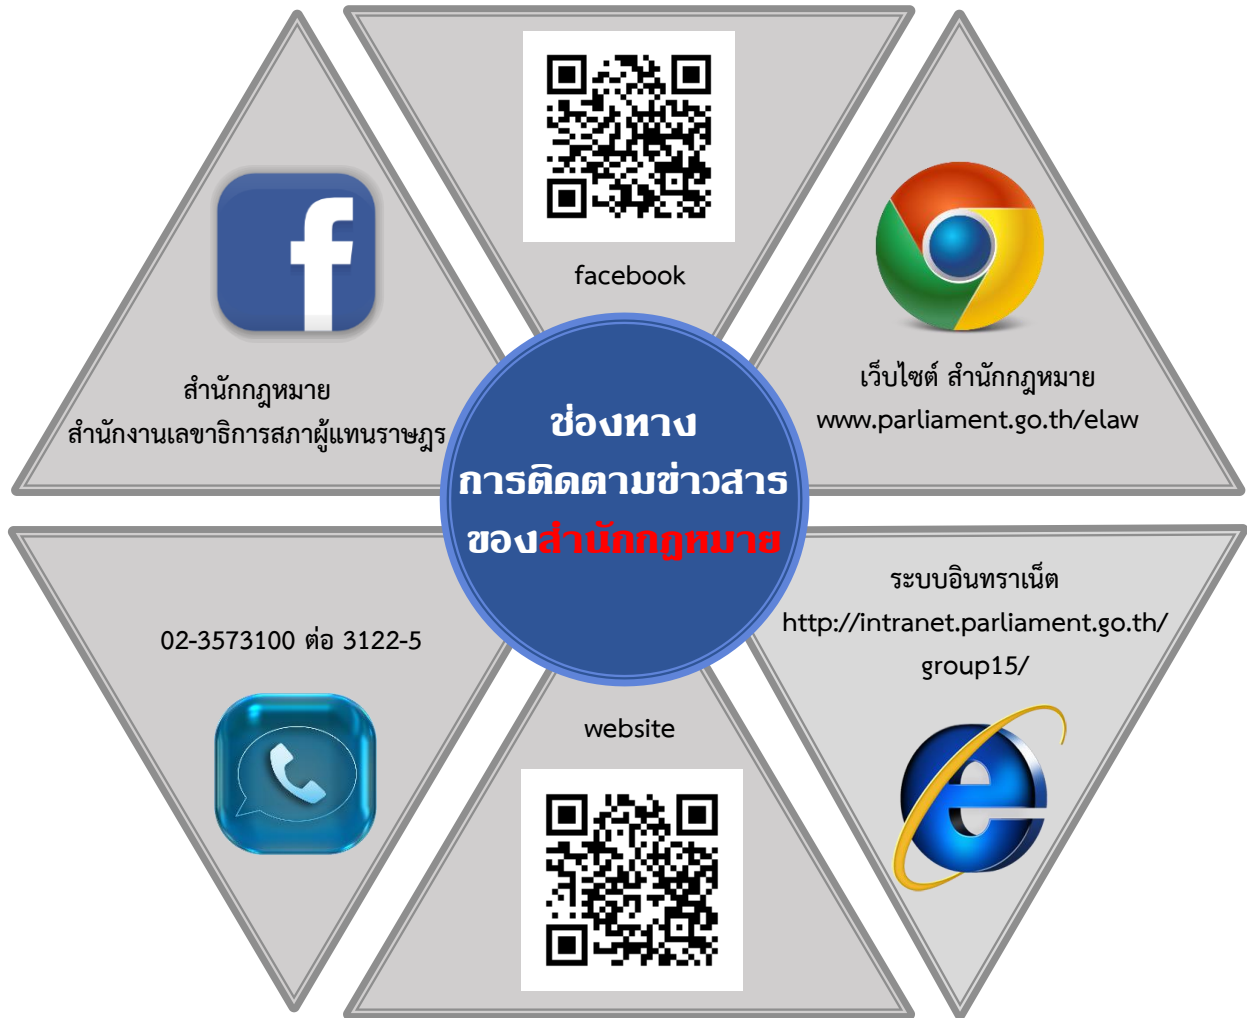 facebook
สำนักกฎหมาย
สำนักงานเลขาธิการสภาผู้แทนราษฎร
เว็บไซต์ สำนักกฎหมาย
www.parliament.go.th/elaw
ช่องทาง
การติดตามข่าวสาร
ของสำนักกฎหมาย
02-3573100 ต่อ 3122-5
ระบบอินทราเน็ต
http://intranet.parliament.go.th/
group15/
website